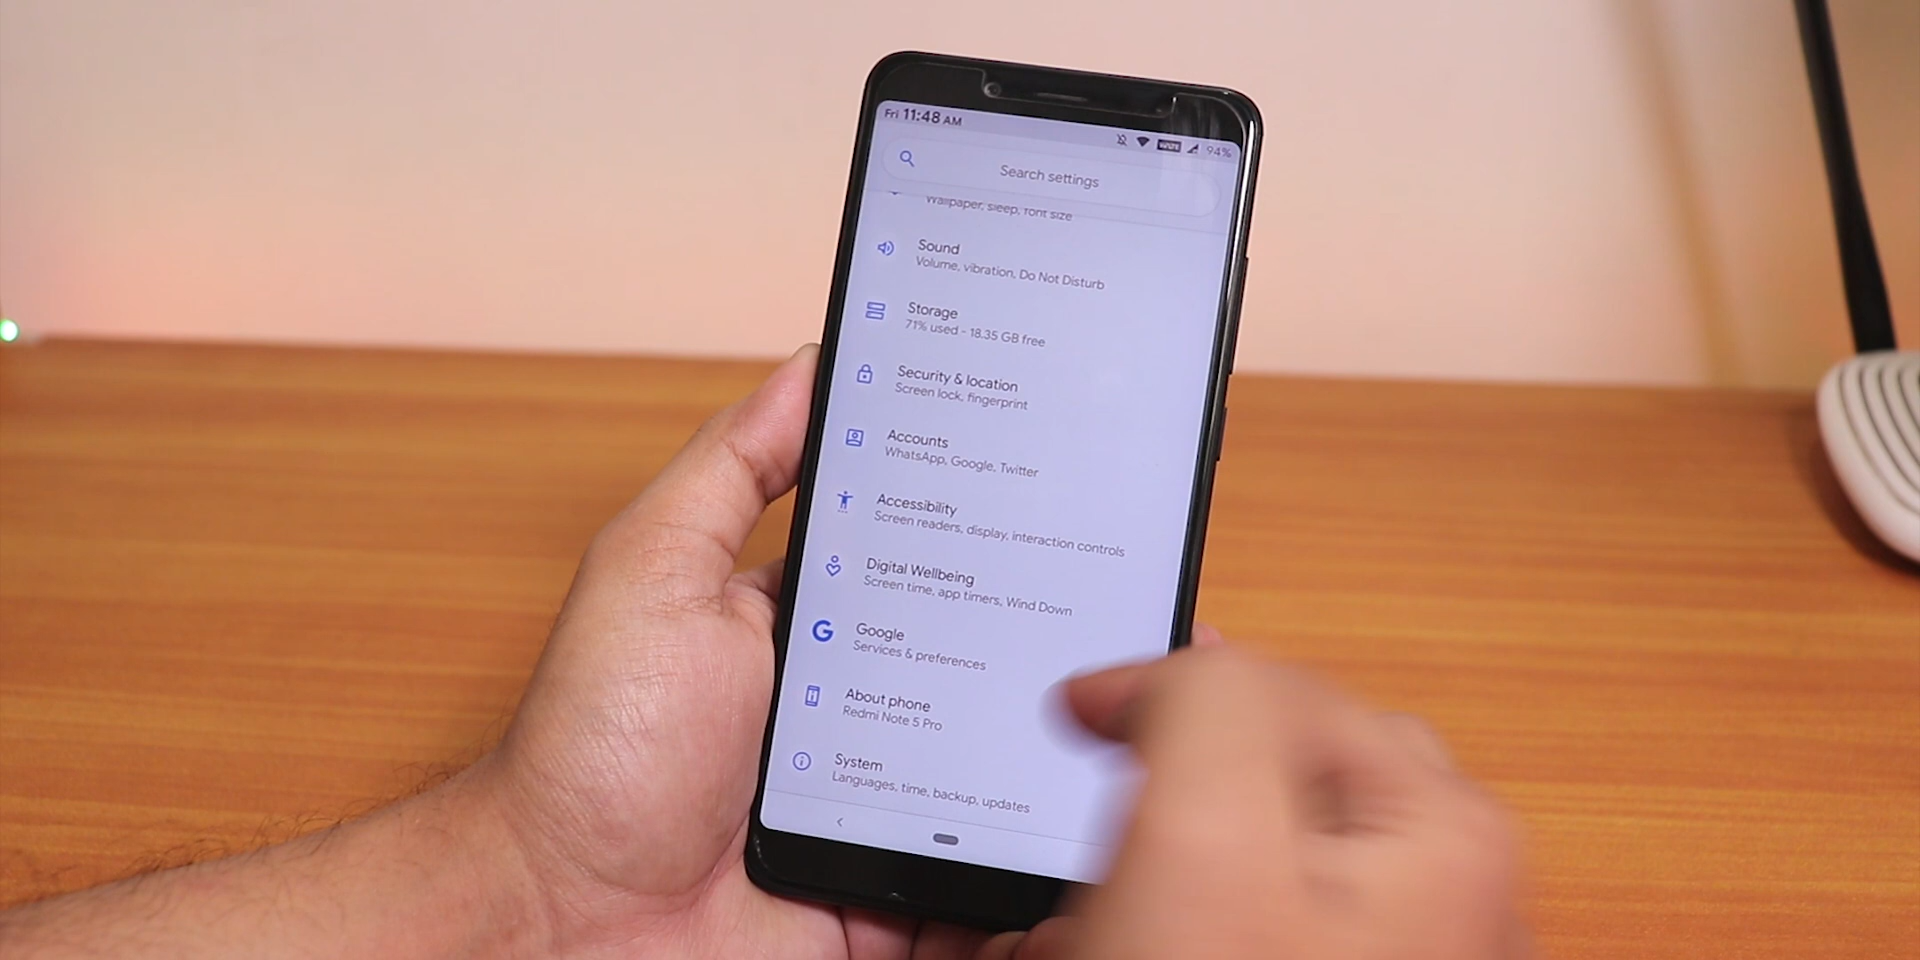 Fri 11:48 AM
VoLTE 94%
Search settings
Wallpaper, sleep, font size
Sound
Volume, vibration, Do Not Disturb
Storage
71% used - 18.35 GB free
Security & location
Screen lock, fingerprint
Accounts
WhatsApp, Google, Twitter
Accessibility
Screen readers, display, interaction controls
Digital Wellbeing
Screen time, app timers, Wind Down
Google
Services & preferences
About phone
Redmi Note 5 Pro
System
Languages, time, backup, updates